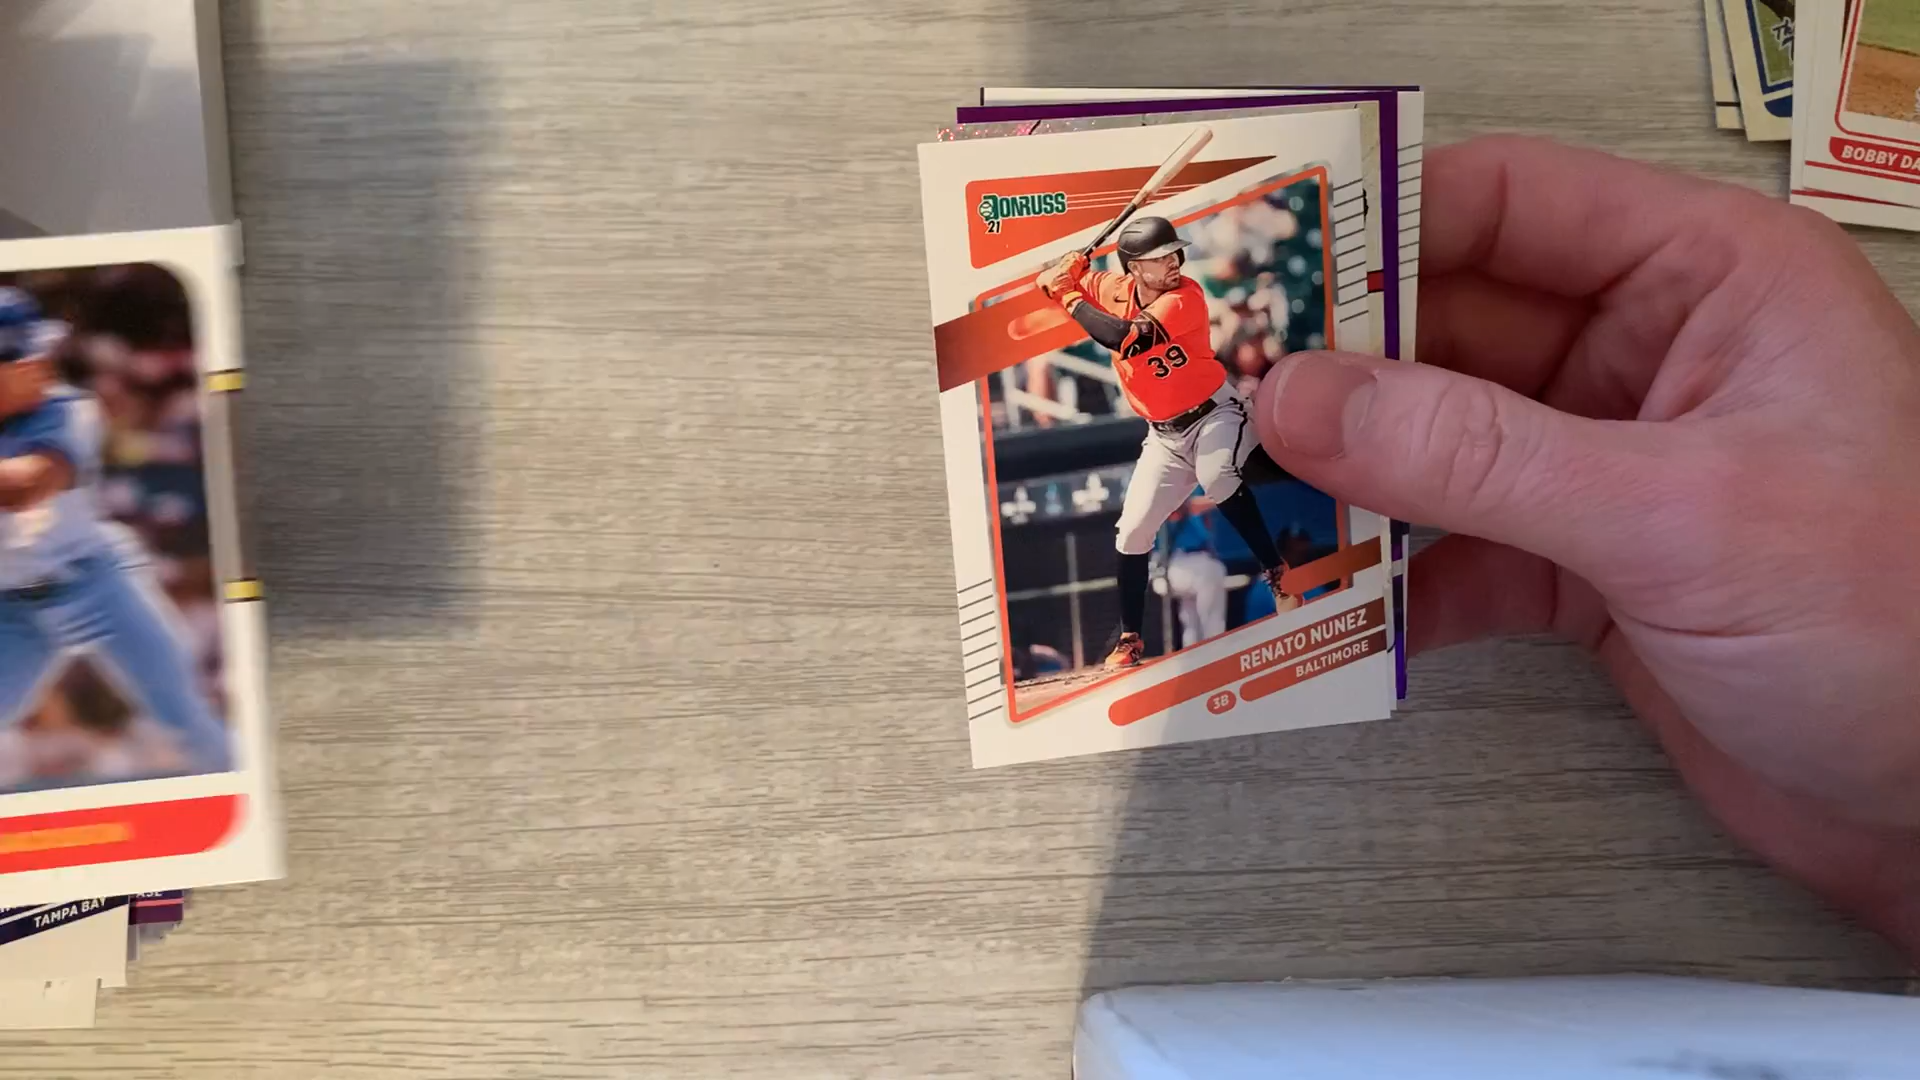 DONRUSS
21
39
RENATO NUNEZ
3B
BALTIMORE
BOBBY DA
TAMPA BAY